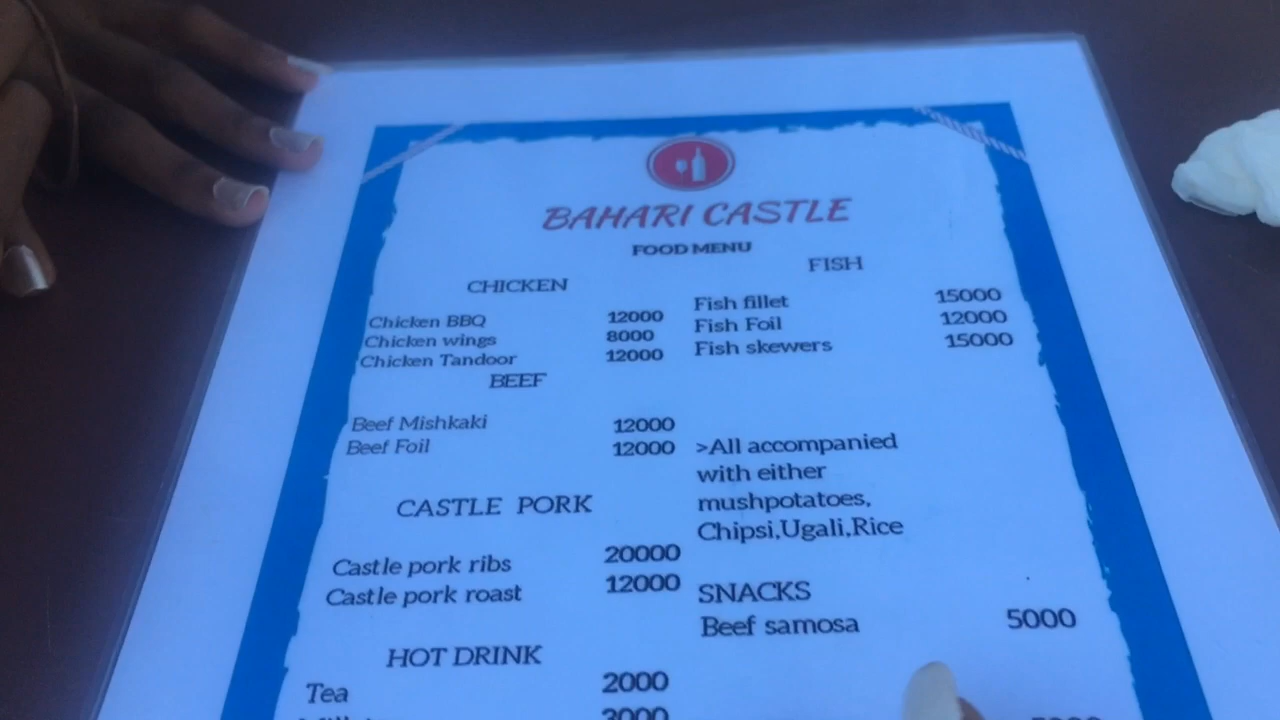 BAHARI CASTLE
FOOD MENU
CHICKEN
Chicken BBQ 12000
Chicken wings 8000
Chicken Tandoor 12000
BEEF
Beef Mishkaki 12000
Beef Foil 12000
CASTLE PORK
Castle pork ribs 20000
Castle pork roast 12000
HOT DRINK
Tea 2000
3000
FISH
Fish fillet 15000
Fish Foil 12000
Fish skewers 15000
>All accompanied
with either
mushpotatoes,
Chipsi,Ugali,Rice
SNACKS
Beef samosa 5000